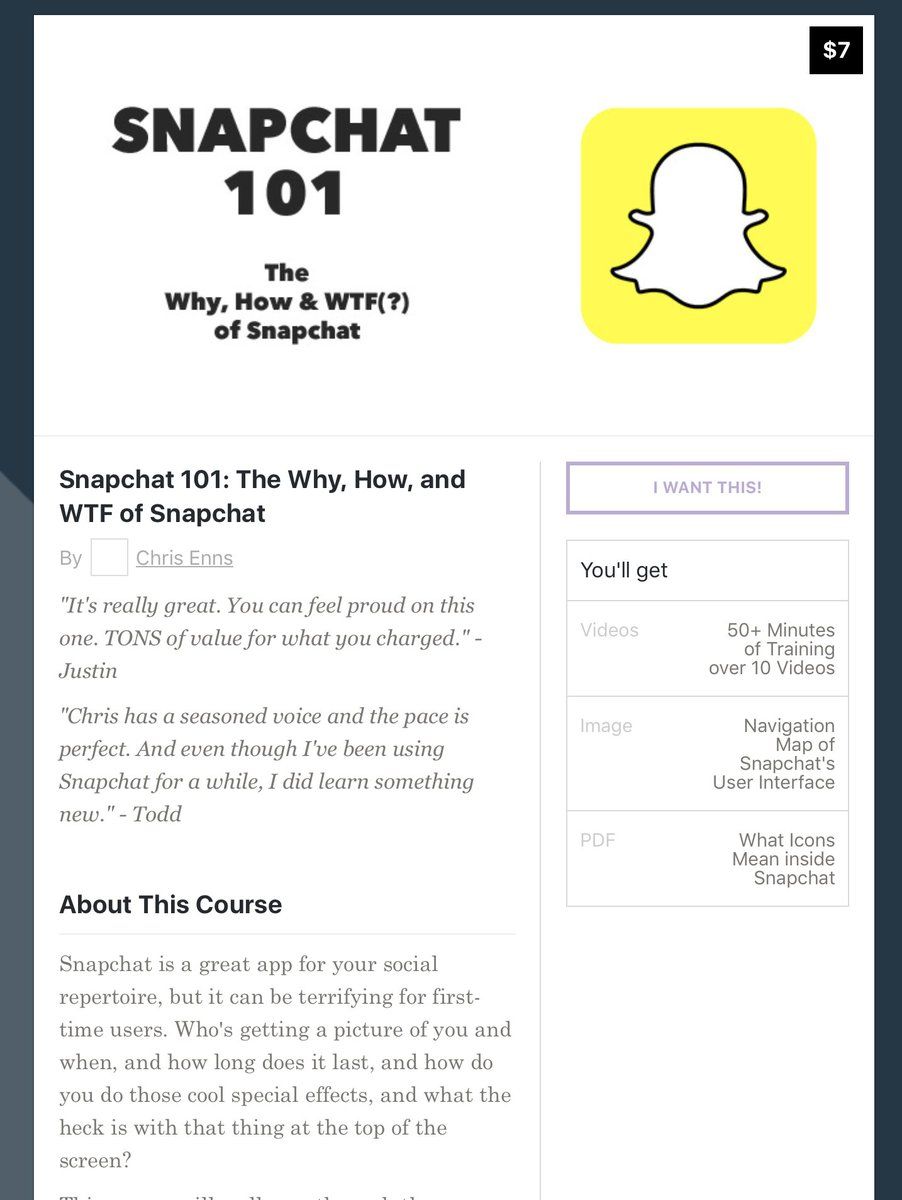 $7
SNAPCHAT
101
The
Why, How & WTF(?)
of Snapchat
Snapchat 101: The Why, How, and
WTF of Snapchat
By Chris Enns
"It's really great. You can feel proud on this
one. TONS of value for what you charged." -
Justin
"Chris has a seasoned voice and the pace is
perfect. And even though I've been using
Snapchat for a while, I did learn something
new." - Todd
About This Course
Snapchat is a great app for your social
repertoire, but it can be terrifying for first-
time users. Who's getting a picture of you and
when, and how long does it last, and how do
you do those cool special effects, and what the
heck is with that thing at the top of the
screen?
I WANT THIS!
You'll get
Videos 50+ Minutes
of Training
over 10 Videos
Image Navigation
Map of
Snapchat's
User Interface
PDF What Icons
Mean inside
Snapchat